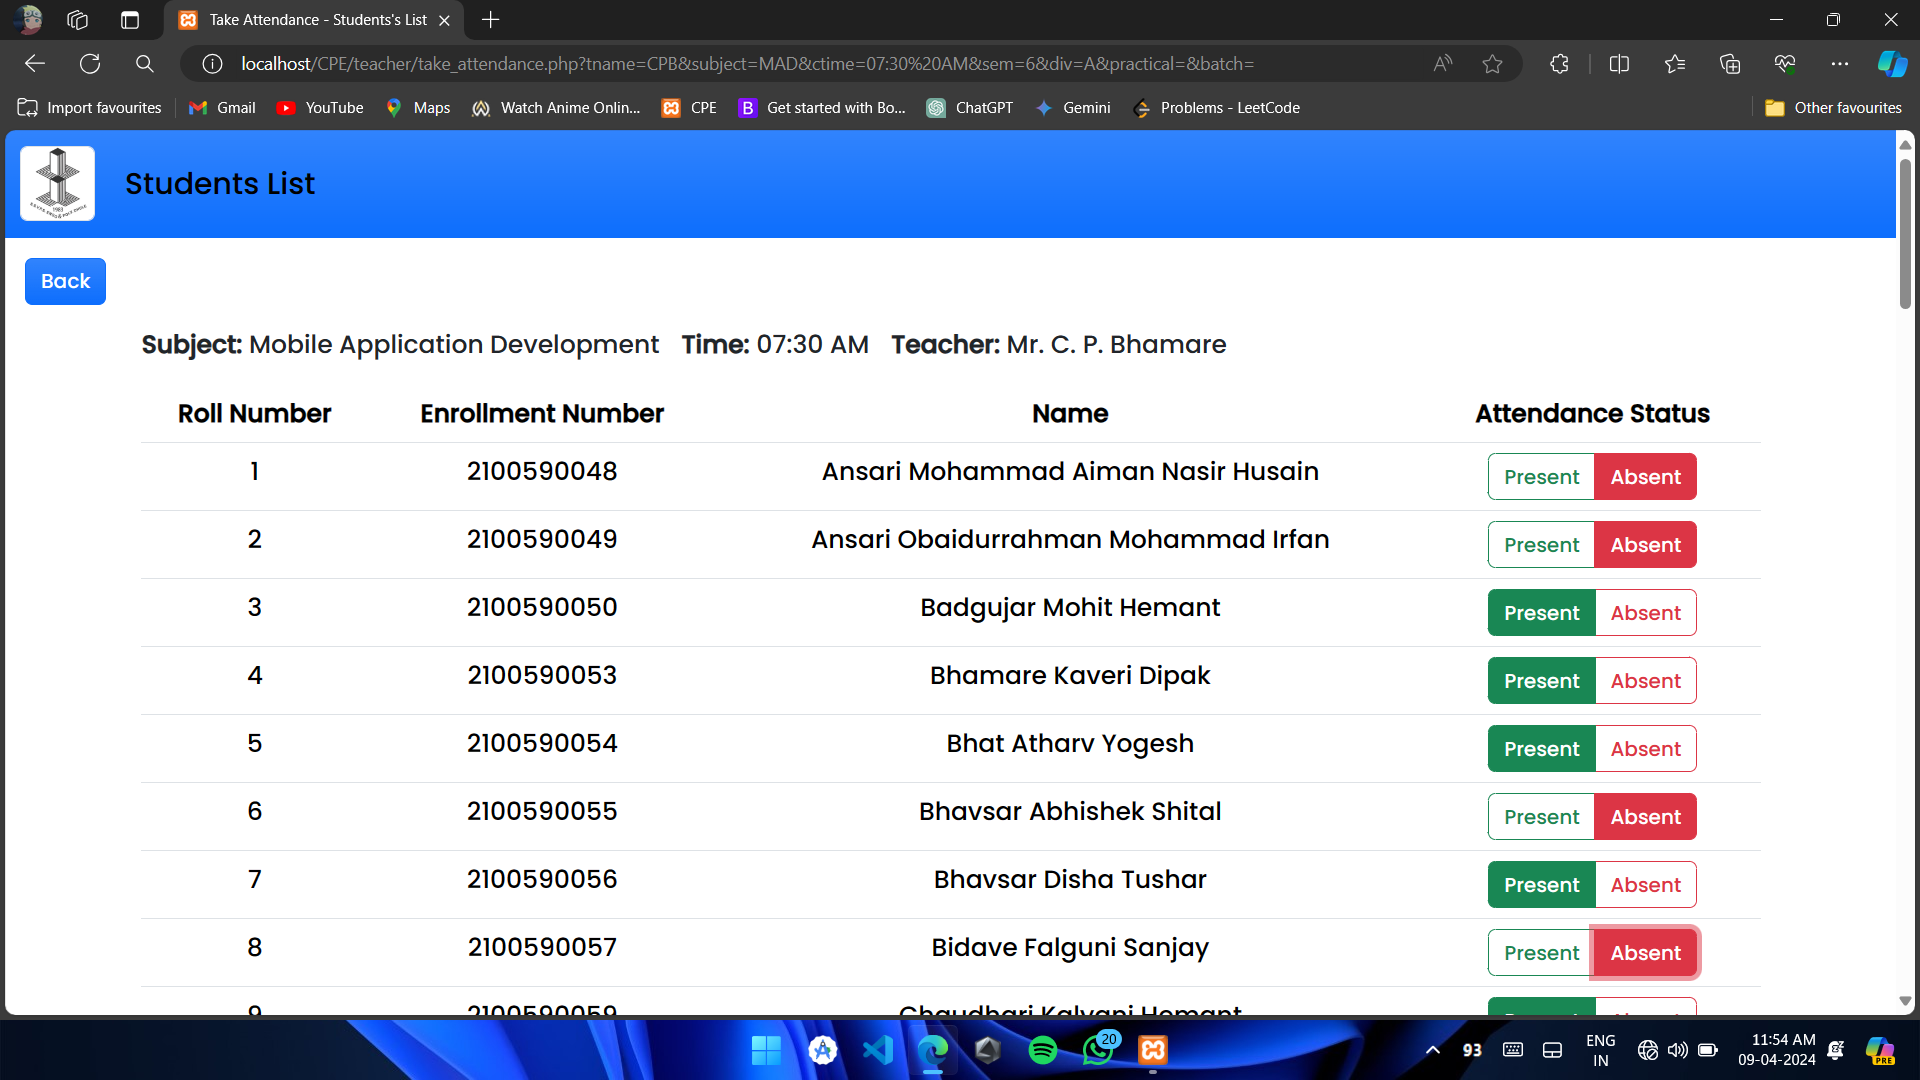 Take Attendance - Students's List
localhost/CPE/teacher/take_attendance.php?tname=CPB&subject=MAD&ctime=07:30%20AM&sem=6&div=A&practical=&batch=
Import favourites Gmail YouTube Maps Watch Anime Onlin... CPE B Get started with Bo... ChatGPT Gemini Problems - LeetCode Other favourites
1983
Students List
Back
Subject: Mobile Application Development Time: 07:30 AM Teacher: Mr. C. P. Bhamare
Roll Number Enrollment Number Name Attendance Status
1 2100590048 Ansari Mohammad Aiman Nasir Husain Present Absent
2 2100590049 Ansari Obaidurrahman Mohammad Irfan Present Absent
3 2100590050 Badgujar Mohit Hemant Present Absent
4 2100590053 Bhamare Kaveri Dipak Present Absent
5 2100590054 Bhat Atharv Yogesh Present Absent
6 2100590055 Bhavsar Abhishek Shital Present Absent
7 2100590056 Bhavsar Disha Tushar Present Absent
8 2100590057 Bidave Falguni Sanjay Present Absent
9 2100590059 Chaudhari Kalyani Hemant
20
93
ENG
IN
11:54 AM
09-04-2024
PRE